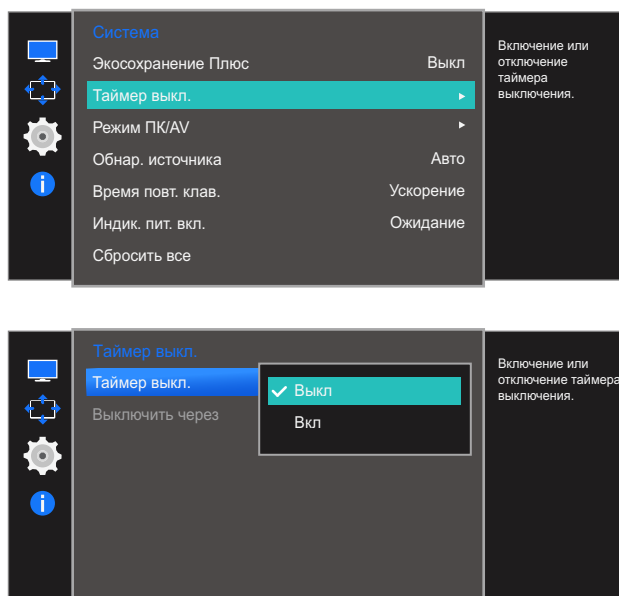 Система
Экосохранение Плюс Выкл
Таймер выкл.
Режим ПК/AV
Обнар. источника Авто
Время повт. клав. Ускорение
Индик. пит. вкл. Ожидание
Сбросить все
Включение или
отключение
таймера
выключения.
Таймер выкл.
Таймер выкл.
Выключить через
Выкл
Вкл
Включение или
отключение таймера
выключения.